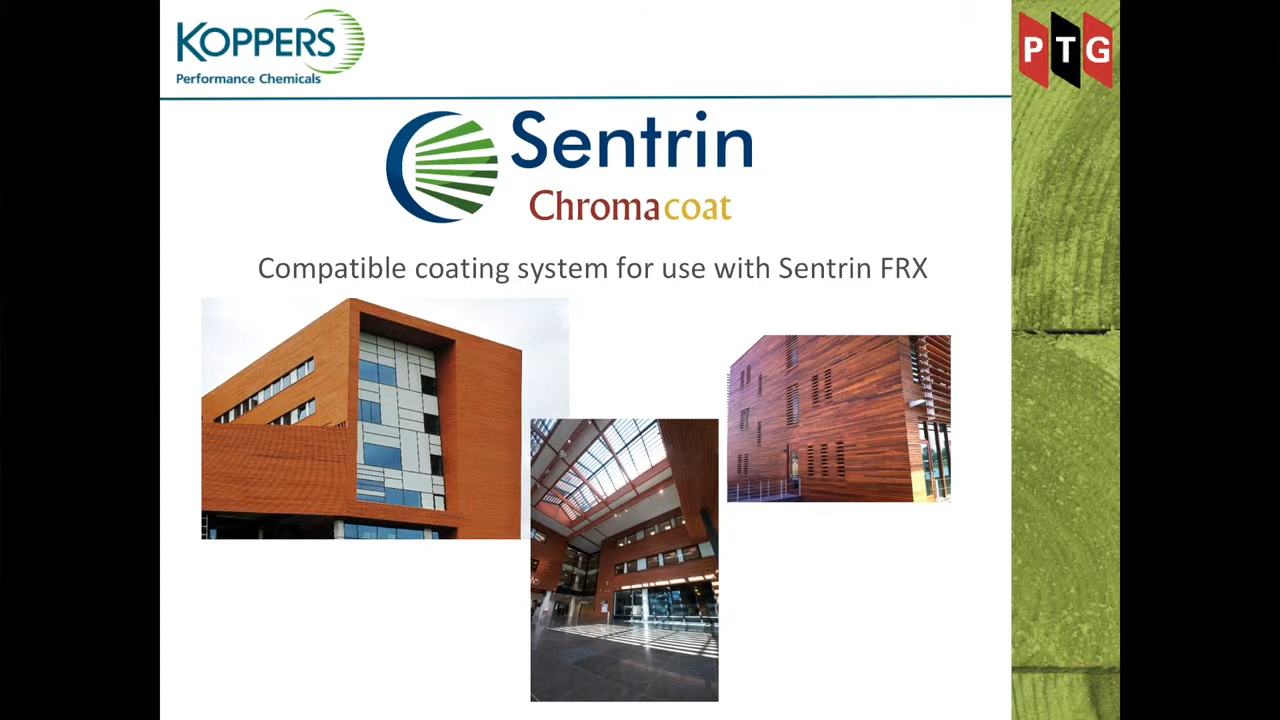 KOPPERS
Performance Chemicals
PTG
Sentrin
Chromacoat
Compatible coating system for use with Sentrin FRX